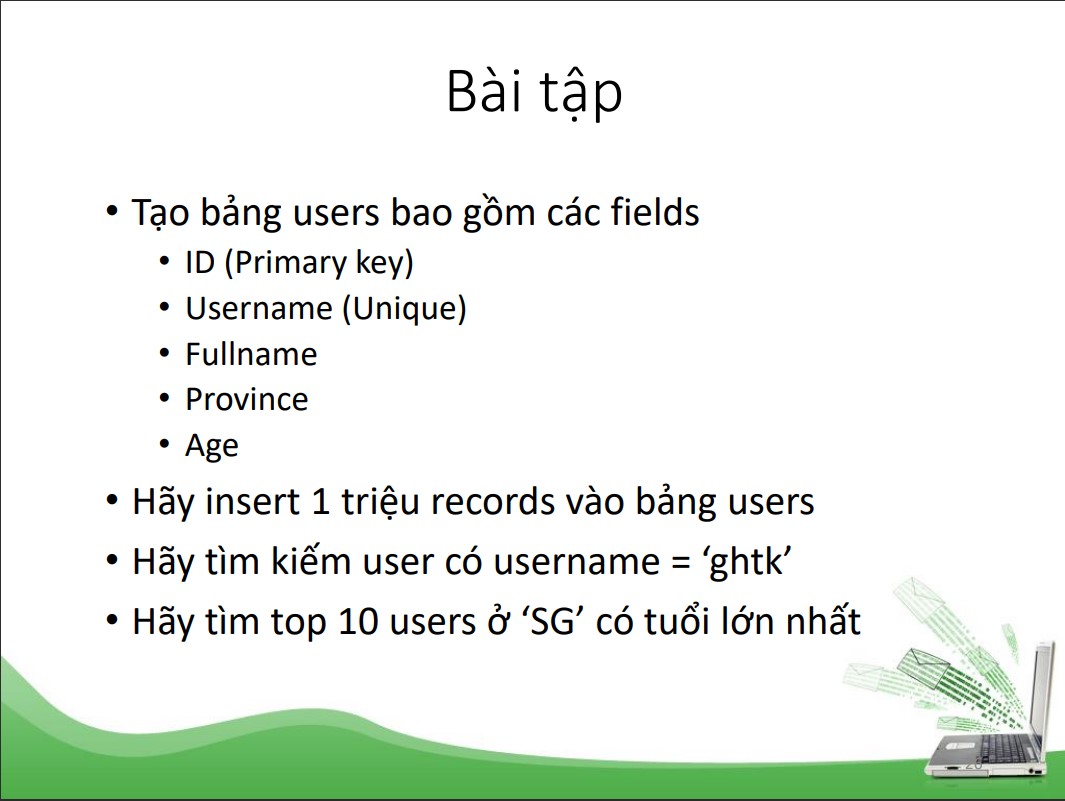 Bài tập
• Tạo bảng users bao gồm các fields
• ID (Primary key)
• Username (Unique)
• Fullname
• Province
• Age
• Hãy insert 1 triệu records vào bảng users
• Hãy tìm kiếm user có username = ‘ghtk’
• Hãy tìm top 10 users ở ‘SG’ có tuổi lớn nhất